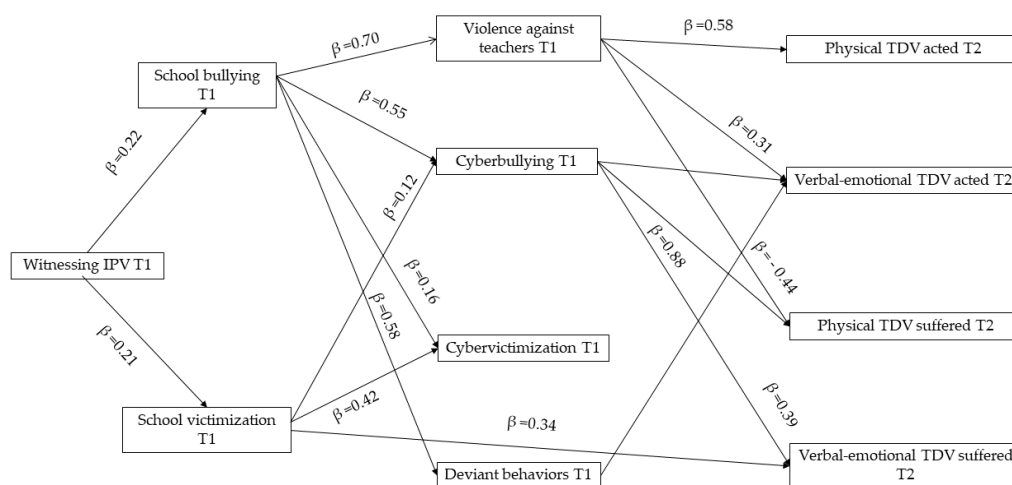 Violence against
teachers T1
β=0.58
Physical TDV acted T2
β=0.70
School bullying
T1
β=0.55
β=0.31
β=0.22
Cyberbullying T1
Verbal-emotional TDV acted T2
β=0.12
β=0.88
β= - 0.44
Witnessing IPV T1
β=0.16
β=0.58
Physical TDV suffered T2
β=0.21
Cybervictimization T1
β=0.42
β=0.39
School victimization
T1
β=0.34
Deviant behaviors T1
Verbal-emotional TDV suffered
T2